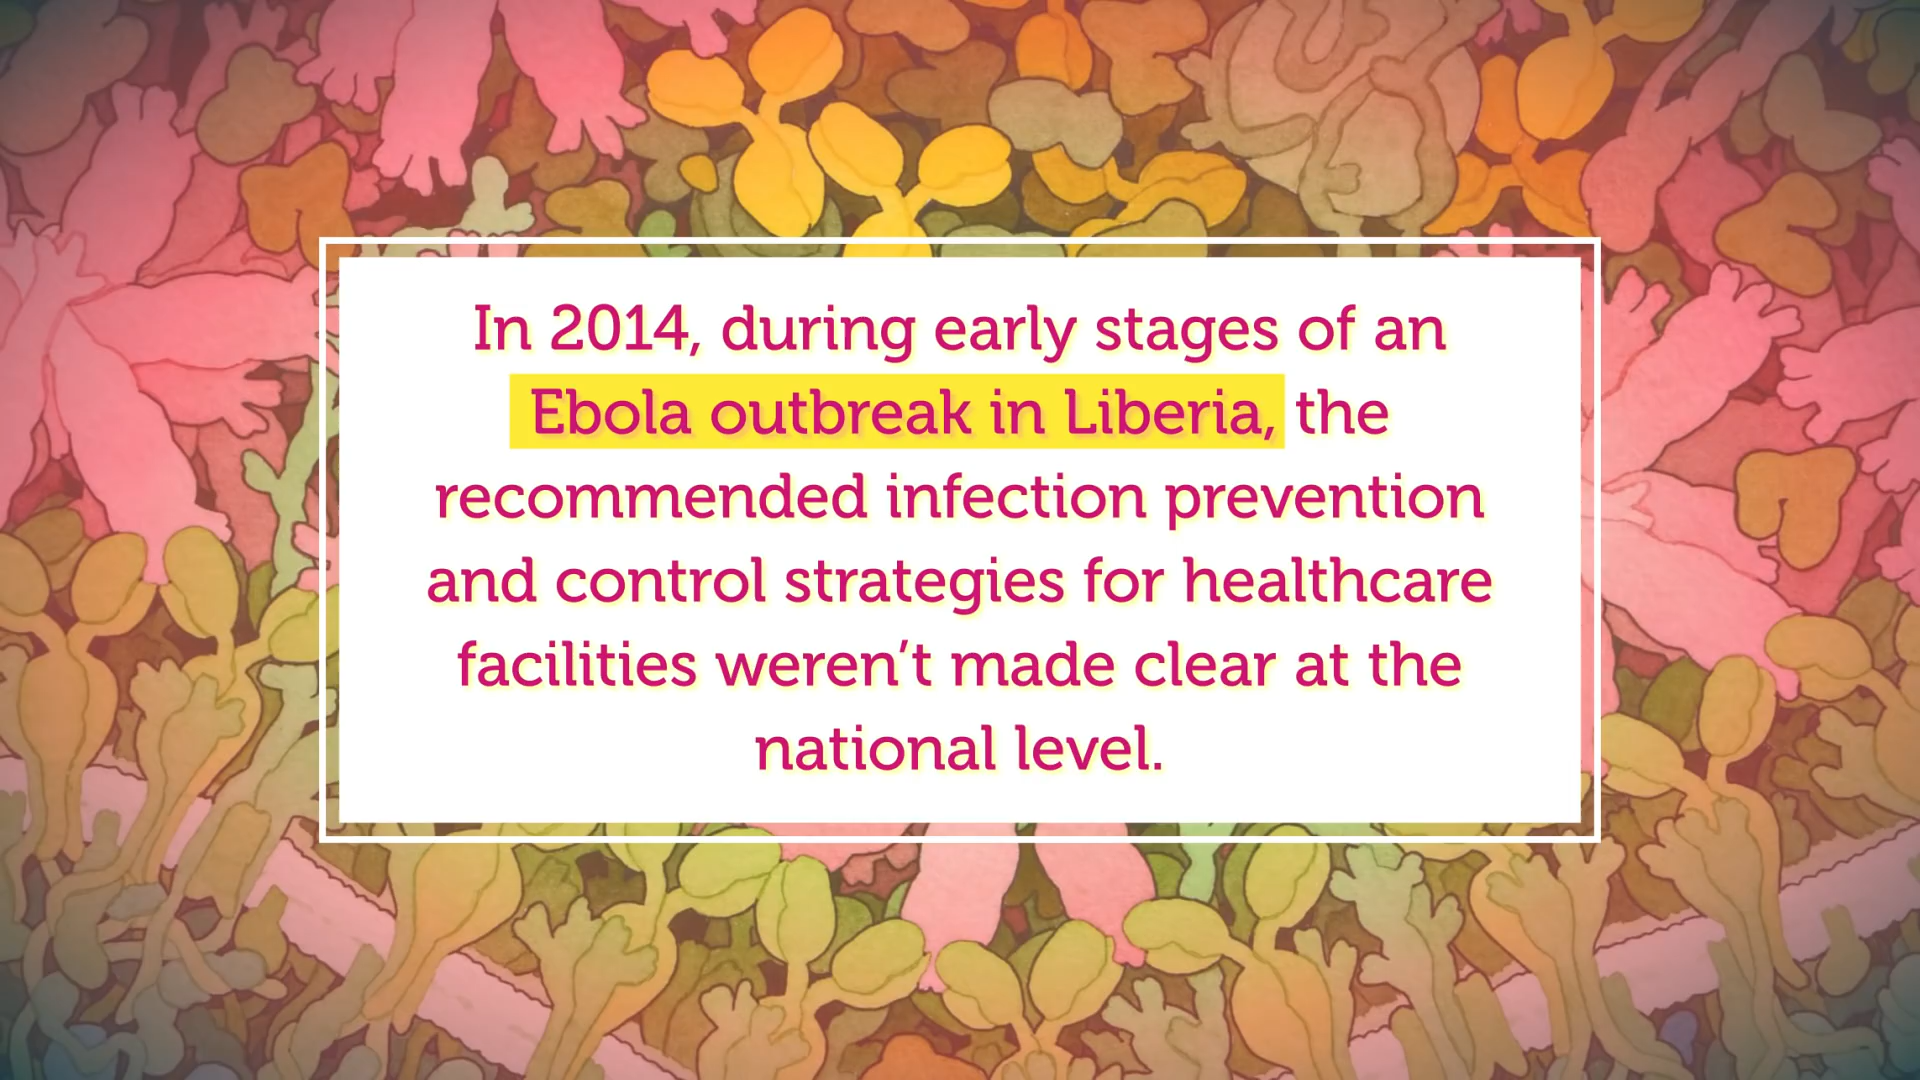 In 2014, during early stages of an
Ebola outbreak in Liberia, the
recommended infection prevention
and control strategies for healthcare
facilities weren’t made clear at the
national level.